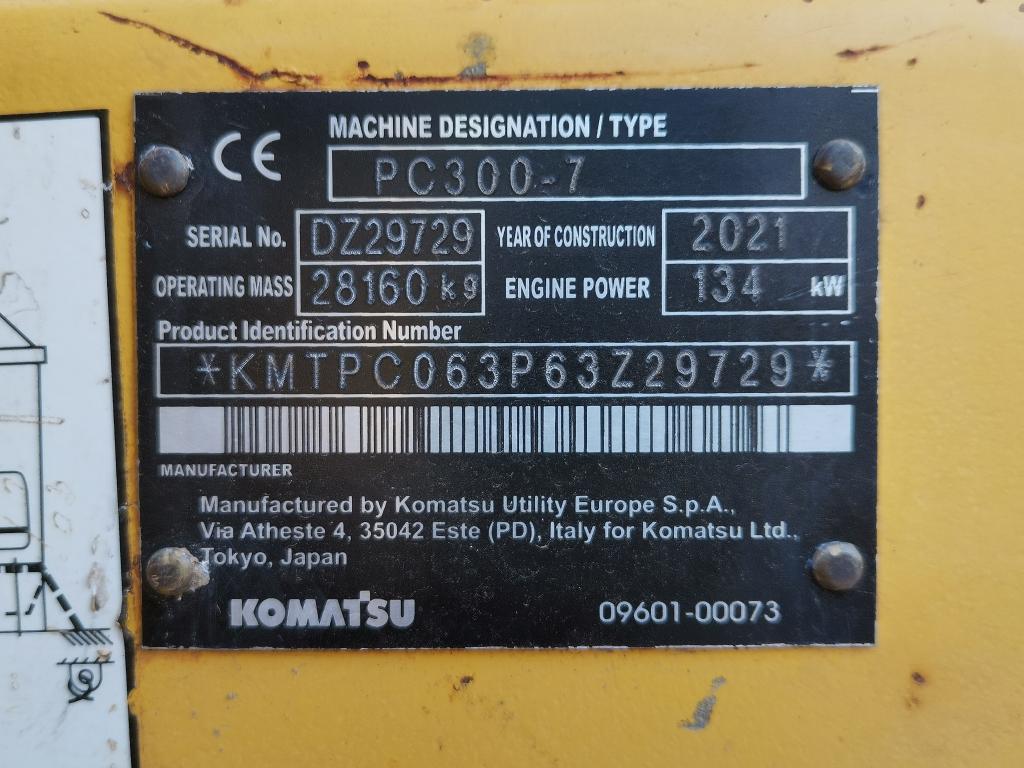 CE
MACHINE DESIGNATION / TYPE
PC300-7
SERIAL No. DZ29729 YEAR OF CONSTRUCTION 2021
OPERATING MASS 28160 kg ENGINE POWER 134 kW
Product Identification Number
*KMTPC063P63Z29729*
MANUFACTURER
Manufactured by Komatsu Utility Europe S.p.A.,
Via Atheste 4, 35042 Este (PD), Italy for Komatsu Ltd.,
Tokyo, Japan
KOMATSU 09601-00073